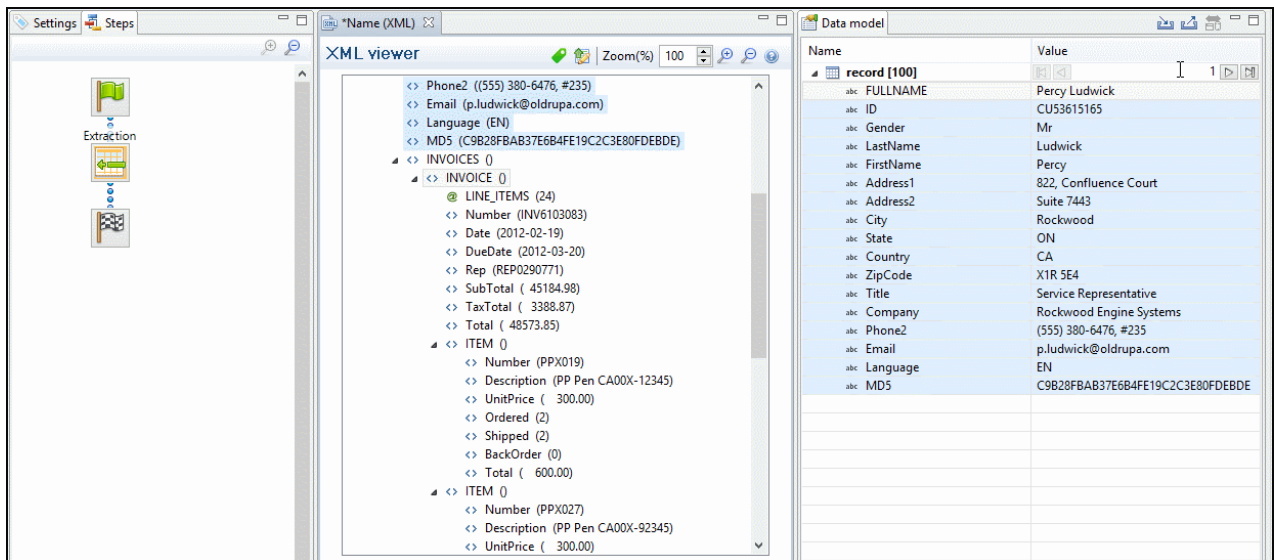 Settings Steps
Extraction
*Name (XML)
XML viewer Zoom(%) 100
<> Phone2 ((555) 380-6476, #235)
<> Email (p.ludwick@oldrupa.com)
<> Language (EN)
<> MD5 (C9B28FBAB37E6B4FE19C2C3E80FDEBDE)
<> INVOICES ()
<> INVOICE ()
@ LINE_ITEMS (24)
<> Number (INV6103083)
<> Date (2012-02-19)
<> DueDate (2012-03-20)
<> Rep (REP0290771)
<> SubTotal ( 45184.98)
<> TaxTotal ( 3388.87)
<> Total ( 48573.85)
<> ITEM ()
<> Number (PPX019)
<> Description (PP Pen CA00X-12345)
<> UnitPrice ( 300.00)
<> Ordered (2)
<> Shipped (2)
<> BackOrder (0)
<> Total ( 600.00)
<> ITEM ()
<> Number (PPX027)
<> Description (PP Pen CA00X-92345)
<> UnitPrice ( 300.00)
Data model
Name Value
record [100] 1
abc FULLNAME Percy Ludwick
abc ID CU53615165
abc Gender Mr
abc LastName Ludwick
abc FirstName Percy
abc Address1 822, Confluence Court
abc Address2 Suite 7443
abc City Rockwood
abc State ON
abc Country CA
abc ZipCode X1R 5E4
abc Title Service Representative
abc Company Rockwood Engine Systems
abc Phone2 (555) 380-6476, #235
abc Email p.ludwick@oldrupa.com
abc Language EN
abc MD5 C9B28FBAB37E6B4FE19C2C3E80FDEBDE